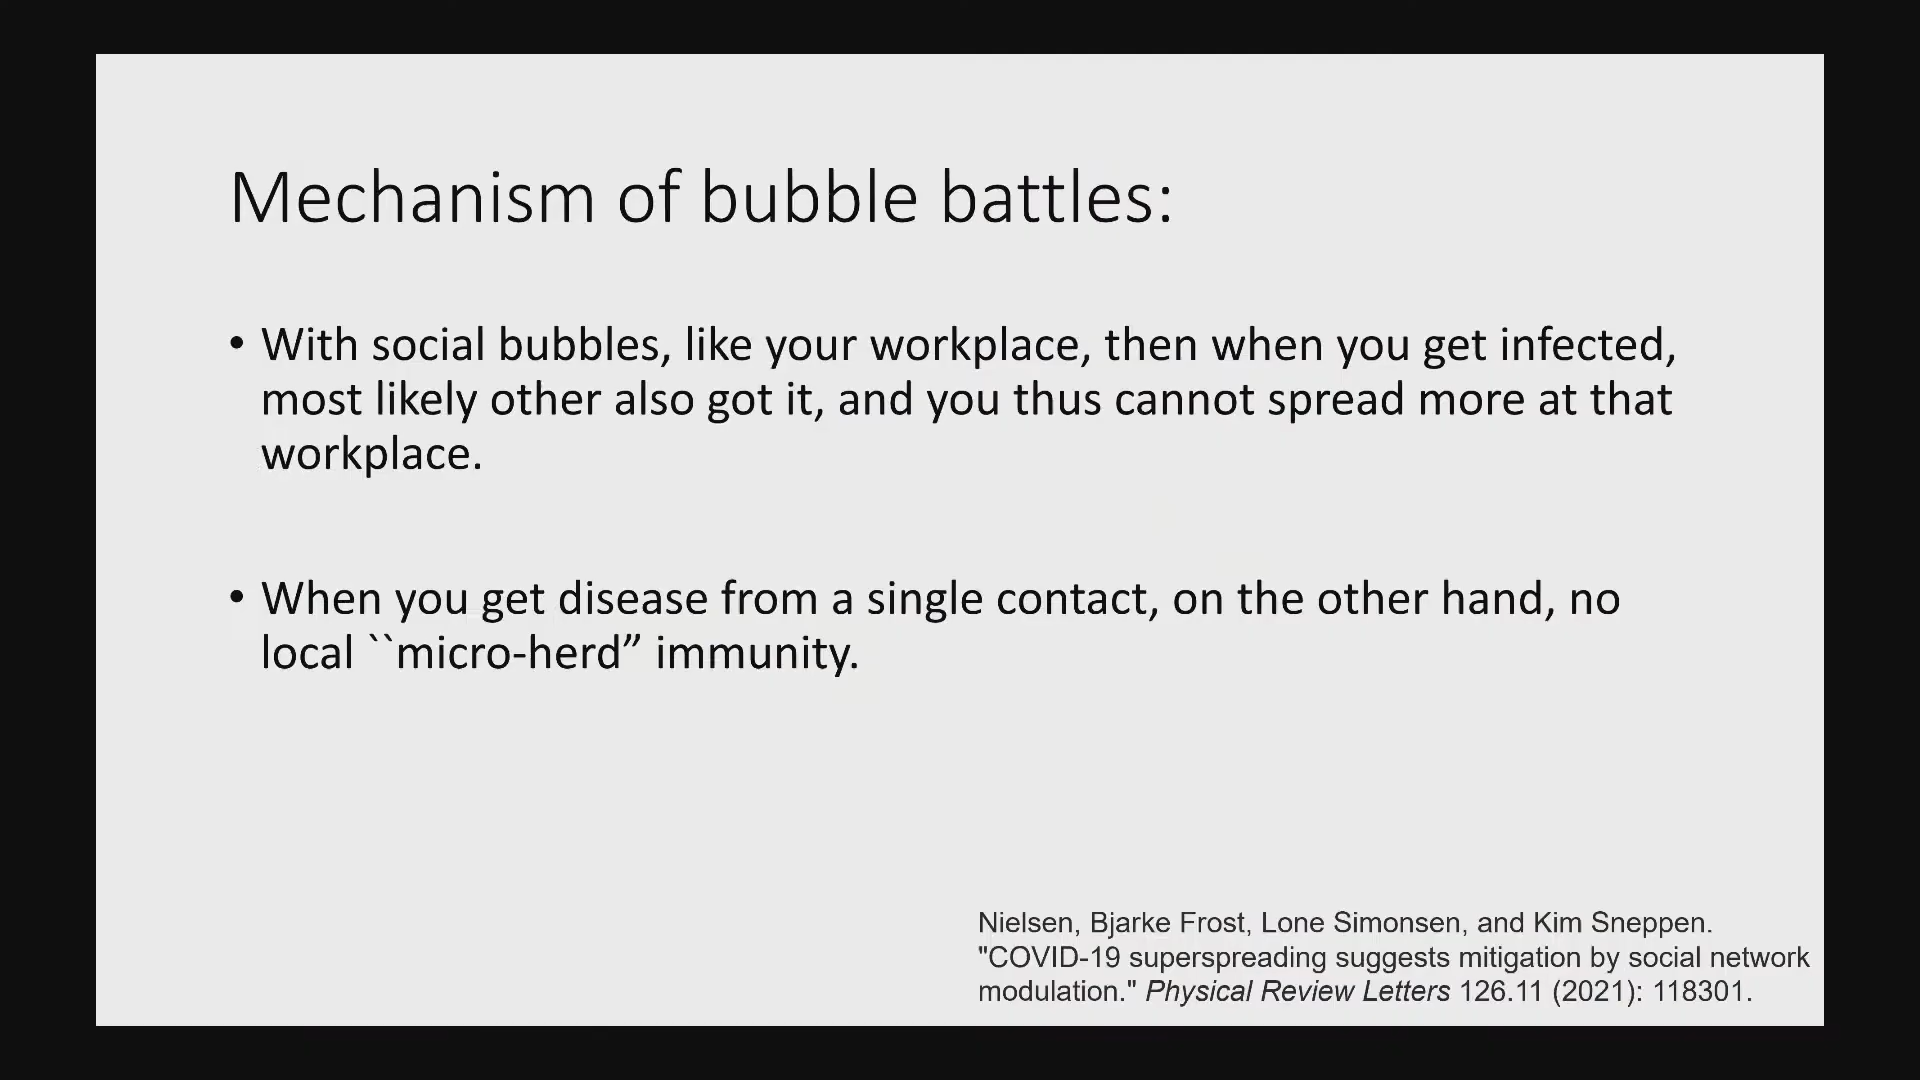 Mechanism of bubble battles:
• With social bubbles, like your workplace, then when you get infected,
most likely other also got it, and you thus cannot spread more at that
workplace.
• When you get disease from a single contact, on the other hand, no
local ``micro-herd” immunity.
Nielsen, Bjarke Frost, Lone Simonsen, and Kim Sneppen.
"COVID-19 superspreading suggests mitigation by social network
modulation." Physical Review Letters 126.11 (2021): 118301.